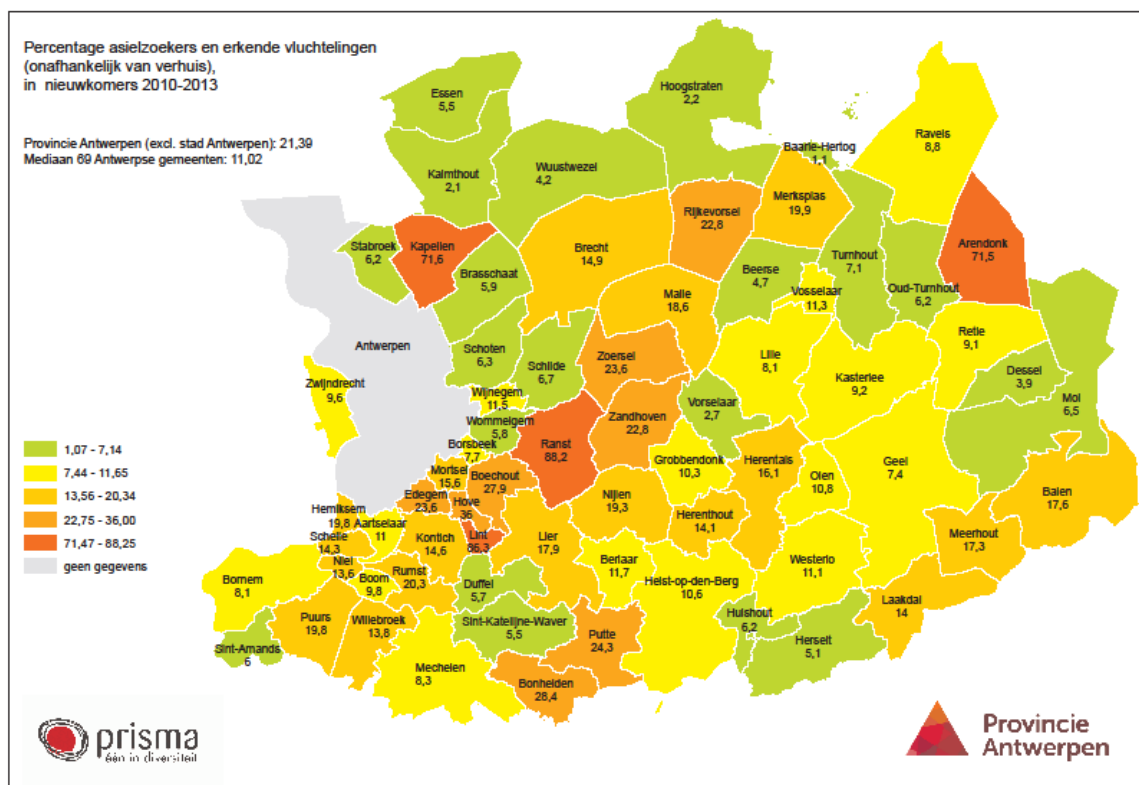 Percentage asielzoekers en erkende vluchtelingen
(onafhankelijk van verhuis),
in nieuwkomers 2010-2013
Provincie Antwerpen (excl. stad Antwerpen): 21,39
Mediaan 69 Antwerpse gemeenten: 11,02
Hoogstraten
2,2
Essen
5,5
Ravels
8,8
Baarle-Hertog
1,1
Kalmthout
2,1
Wuustwezel
4,2
Merksplas
19,9
Rijkevorsel
22,8
Stabroek
6,2
Kapellen
71,6
Brecht
14,9
Arendonk
71,5
Turnhout
7,1
Brasschaat
5,9
Beerse
4,7
Vosselaar
11,3
Oud-Turnhout
6,2
Malle
18,6
Retie
9,1
Antwerpen
Schoten
6,3
Schilde
6,7
Zoersel
23,6
Lille
8,1
Kasterlee
9,2
Dessel
3,9
Mol
6,5
Zwijndrecht
9,6
Wijnegem
11,5
Vorselaar
2,7
Wommelgem
5,8
Zandhoven
22,8
Borsbeek
7,7
Ranst
88,2
Grobbendonk
10,3
Herentals
16,1
Olen
10,8
Geel
7,4
Mortsel
15,6
Boechout
27,9
Edegem
23,6
Hove
36
Nijlen
19,3
Balen
17,6
Hemiksem
19,8
Aartselaar
11
Herenthout
14,1
Schelle
14,3
Kontich
14,6
Lint
86,3
Lier
17,9
Meerhout
17,3
Niel
13,6
Boom
9,8
Rumst
20,3
Berlaar
11,7
Westerlo
11,1
Bornem
8,1
Duffel
5,7
Heist-op-den-Berg
10,6
Laakdal
14
Puurs
19,8
Willebroek
13,8
Sint-Katelijne-Waver
5,5
Hulshout
6,2
Putte
24,3
Herselt
5,1
Sint-Amands
6
Mechelen
8,3
Bonheiden
28,4
1,07 - 7,14
7,44 - 11,65
13,56 - 20,34
22,75 - 36,00
71,47 - 88,25
geen gegevens
prisma
één in diversiteit
Provincie
Antwerpen